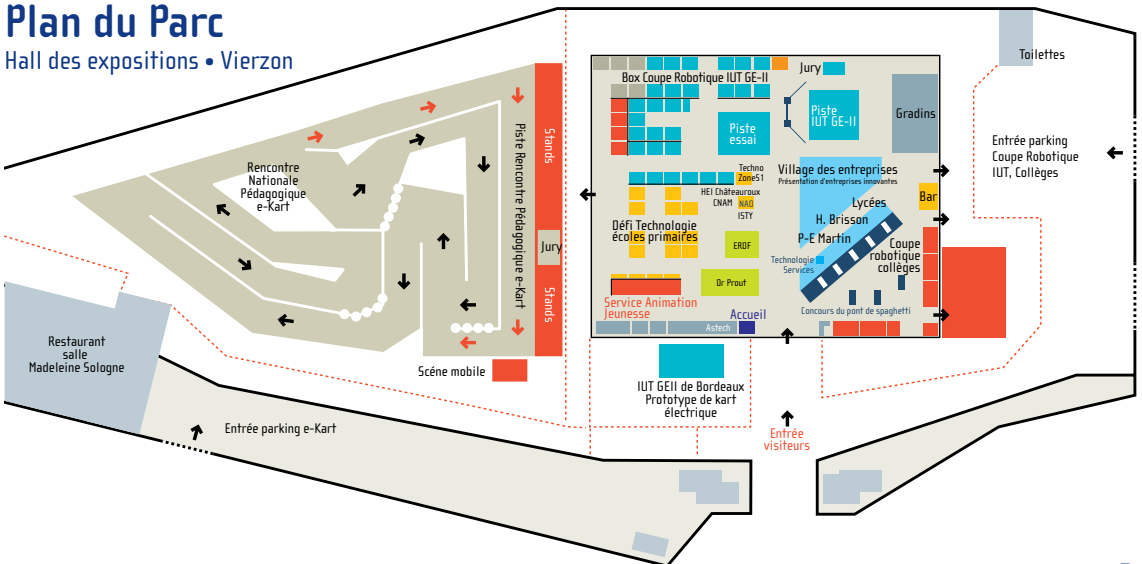 Plan du Parc
Hall des expositions • Vierzon
Toilettes
Entrée parking
Coupe Robotique
IUT, Collèges
Box Coupe Robotique IUT GE-II
Jury
Piste
essai
Piste
IUT GE-II
Gradins
Stands
Piste Rencontre Pédagogique e-Kart
Jury
Stands
Rencontre
Nationale
Pédagogique
e-Kart
Techno
Zone51
HEI Châteauroux
CNAM
NAO
ISTY
Village des entreprises
Présentation d'entreprises innovantes
Bar
Lycées
H. Brisson
P-E Martin
Défi Technologie
écoles primaires
EROF
Coupe
robotique
collèges
Technologie
Services
Dr Prout
Service Animation
Jeunesse
Accueil
Concours du pont de spaghetti
Astech
Restaurant
salle
Madeleine Sologne
Scéne mobile
IUT GEII de Bordeaux
Prototype de kart
électrique
Entrée parking e-Kart
Entrée
visiteurs